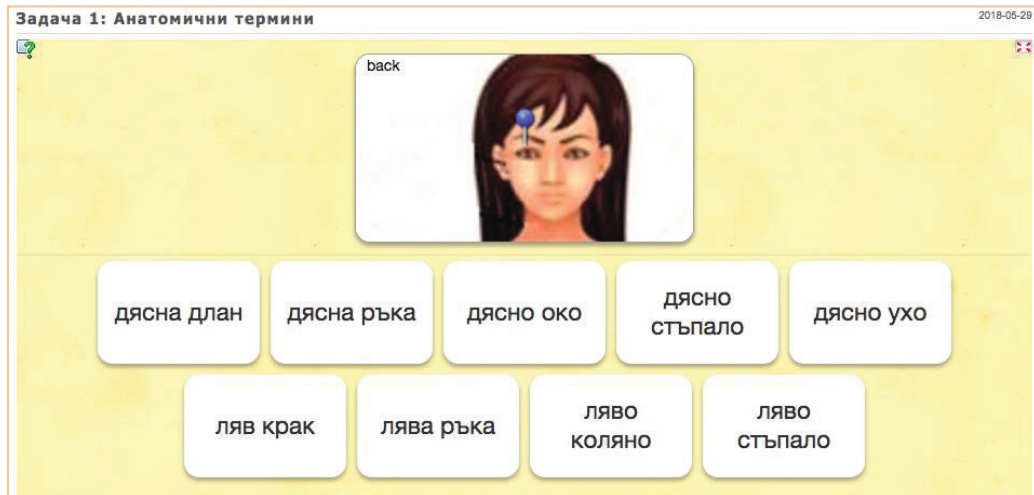 Задача 1: Анатомични термини
2018-05-29
back
дясна длан
дясна ръка
дясно око
дясно
стъпало
дясно ухо
ляв крак
лява ръка
ляво
коляно
ляво
стъпало